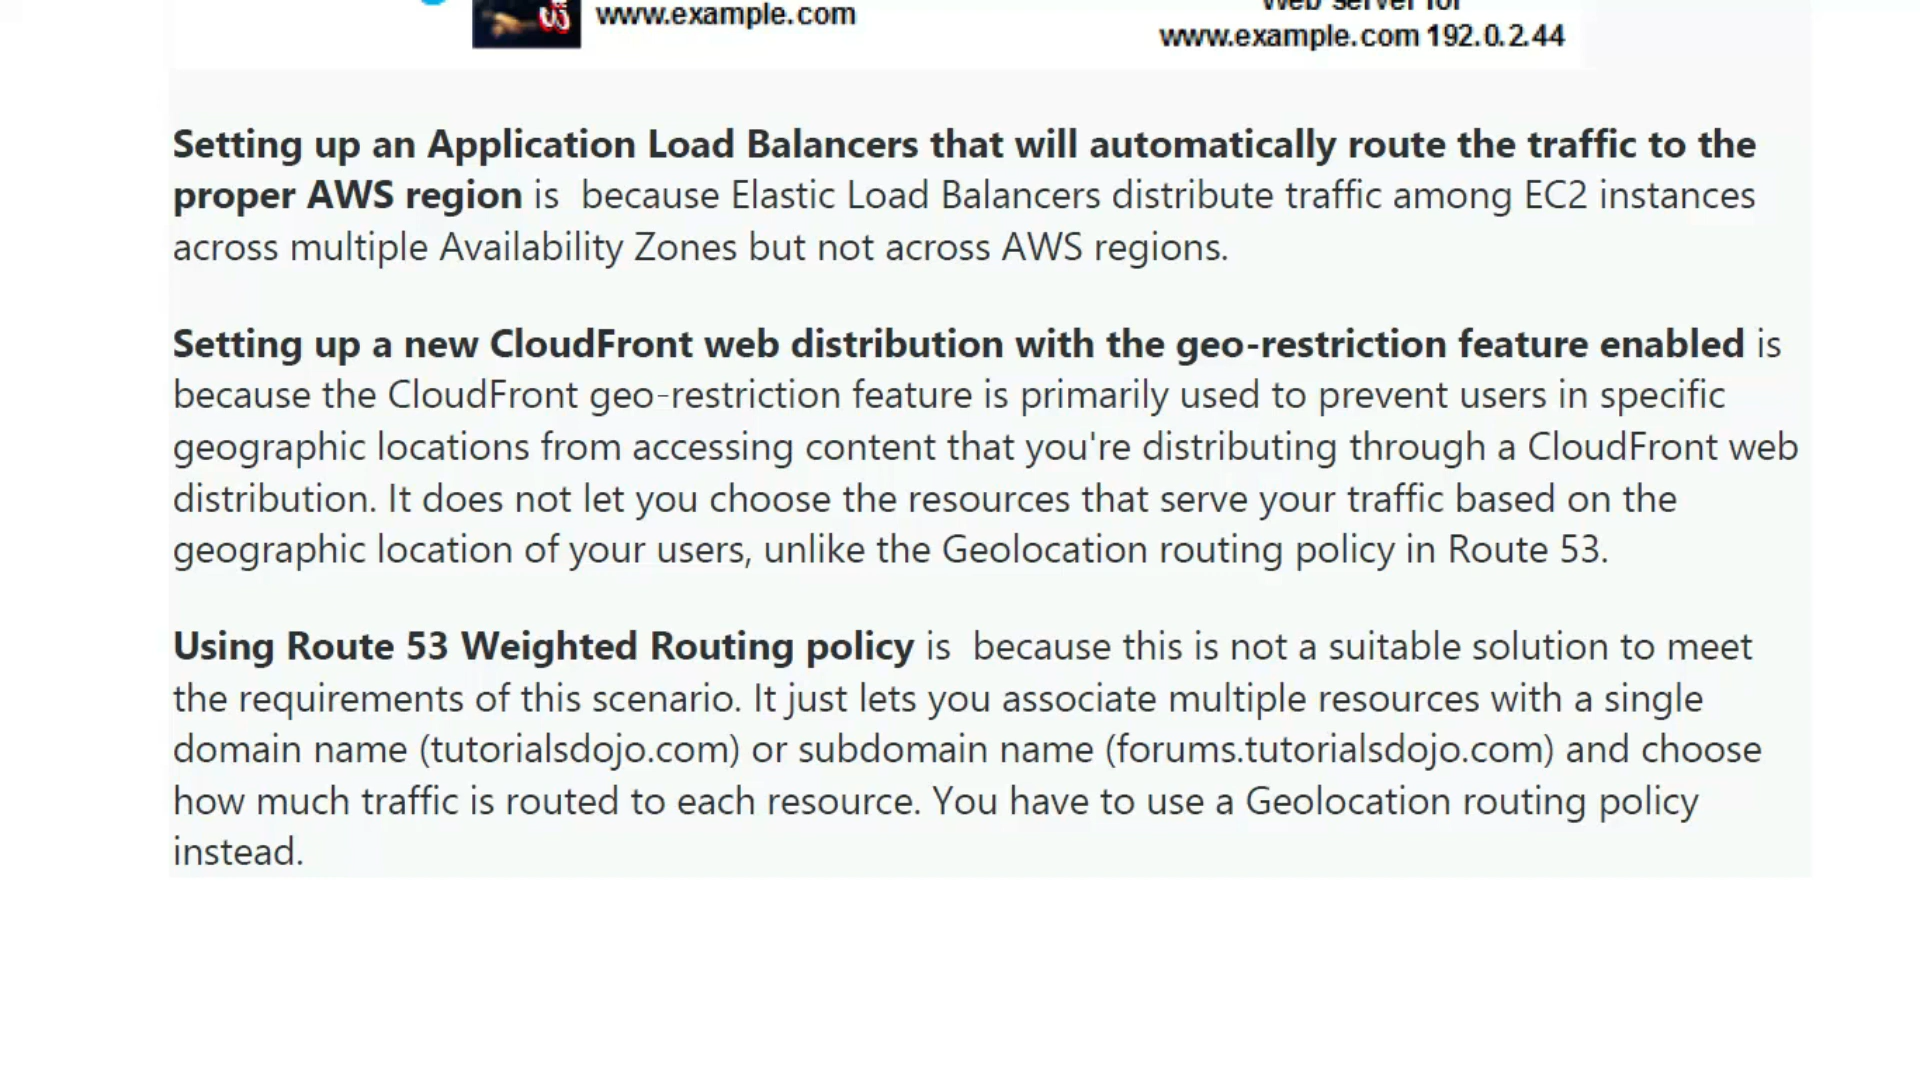 www.example.com
Web server for
www.example.com 192.0.2.44
Setting up an Application Load Balancers that will automatically route the traffic to the
proper AWS region is  because Elastic Load Balancers distribute traffic among EC2 instances
across multiple Availability Zones but not across AWS regions.
Setting up a new CloudFront web distribution with the geo-restriction feature enabled is
because the CloudFront geo-restriction feature is primarily used to prevent users in specific
geographic locations from accessing content that you're distributing through a CloudFront web
distribution. It does not let you choose the resources that serve your traffic based on the
geographic location of your users, unlike the Geolocation routing policy in Route 53.
Using Route 53 Weighted Routing policy is  because this is not a suitable solution to meet
the requirements of this scenario. It just lets you associate multiple resources with a single
domain name (tutorialsdojo.com) or subdomain name (forums.tutorialsdojo.com) and choose
how much traffic is routed to each resource. You have to use a Geolocation routing policy
instead.